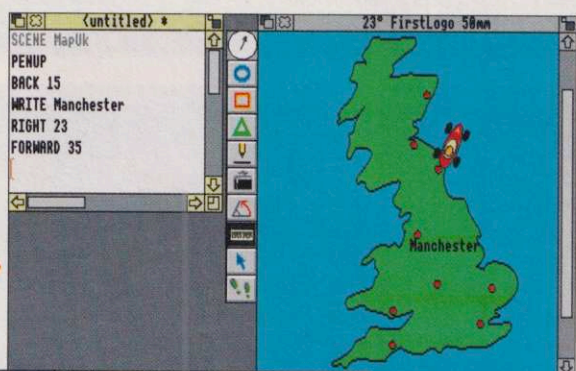 <untitled> *
SCENE MapUk
PENUP
BACK 15
WRITE Manchester
RIGHT 23
FORWARD 35
23° FirstLogo 50mm
Manchester